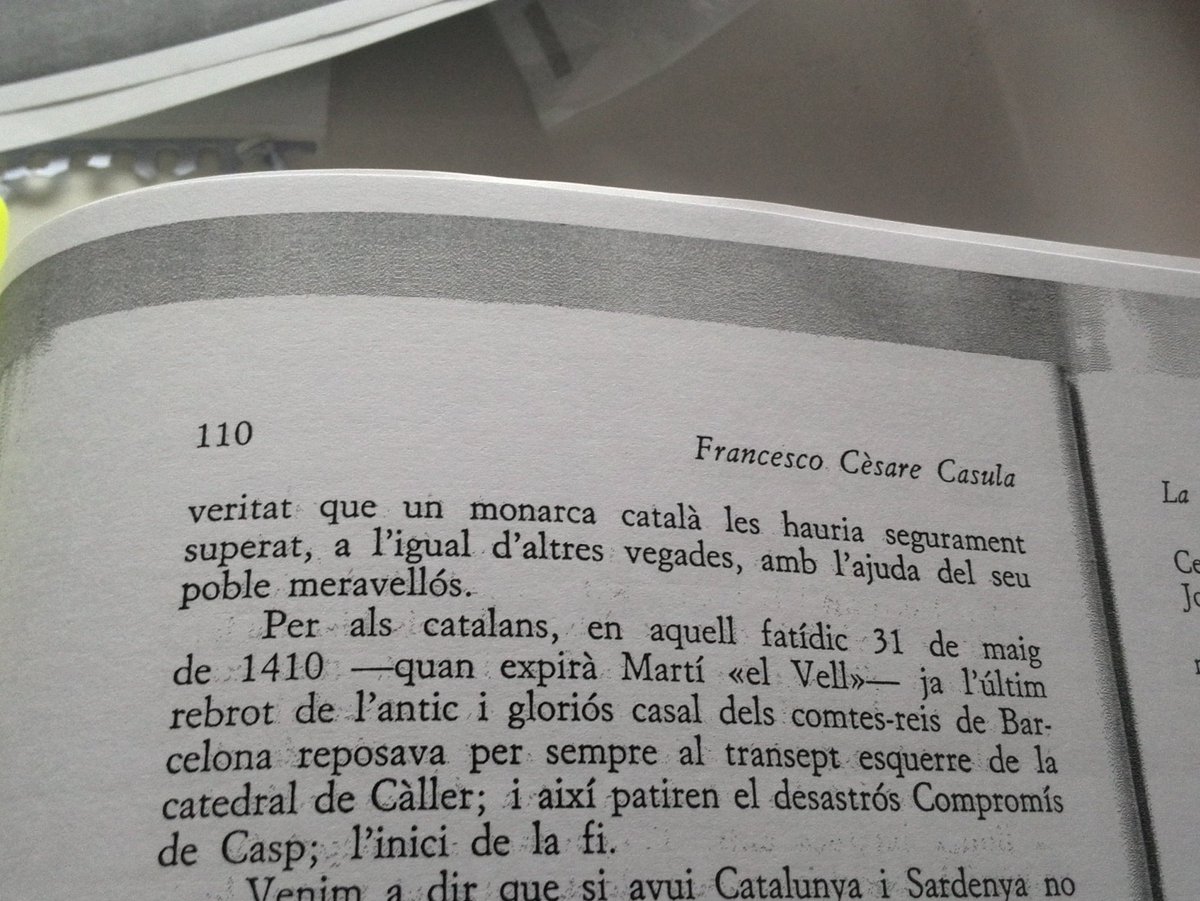 110
Francesco Cèsare Casula
veritat que un monarca català les hauria segurament
superat, a l'igual d'altres vegades, amb l'ajuda del seu
poble meravellós.
Per als catalans, en aquell fatídic 31 de maig
de 1410 —quan expirà Martí «el Vell»— ja l'últim
rebrot de l'antic i gloriós casal dels comtes-reis de Bar-
celona reposava per sempre al transept esquerre de la
catedral de Càller; i així patiren el desastrós Compromís
de Casp; l'inici de la fi.
Venim a dir que si avui Catalunya i Sardenya no
La